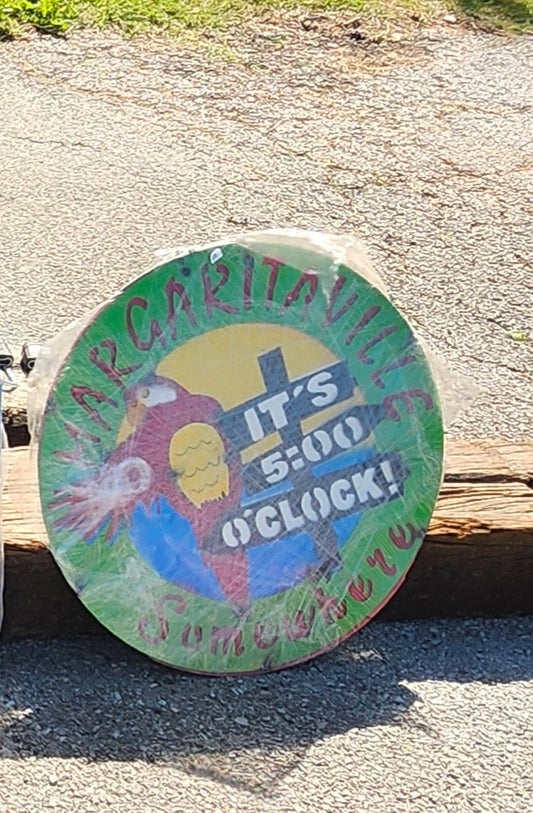 MARGARITAVILLE
IT'S
5:00
O'CLOCK!
Somewhere